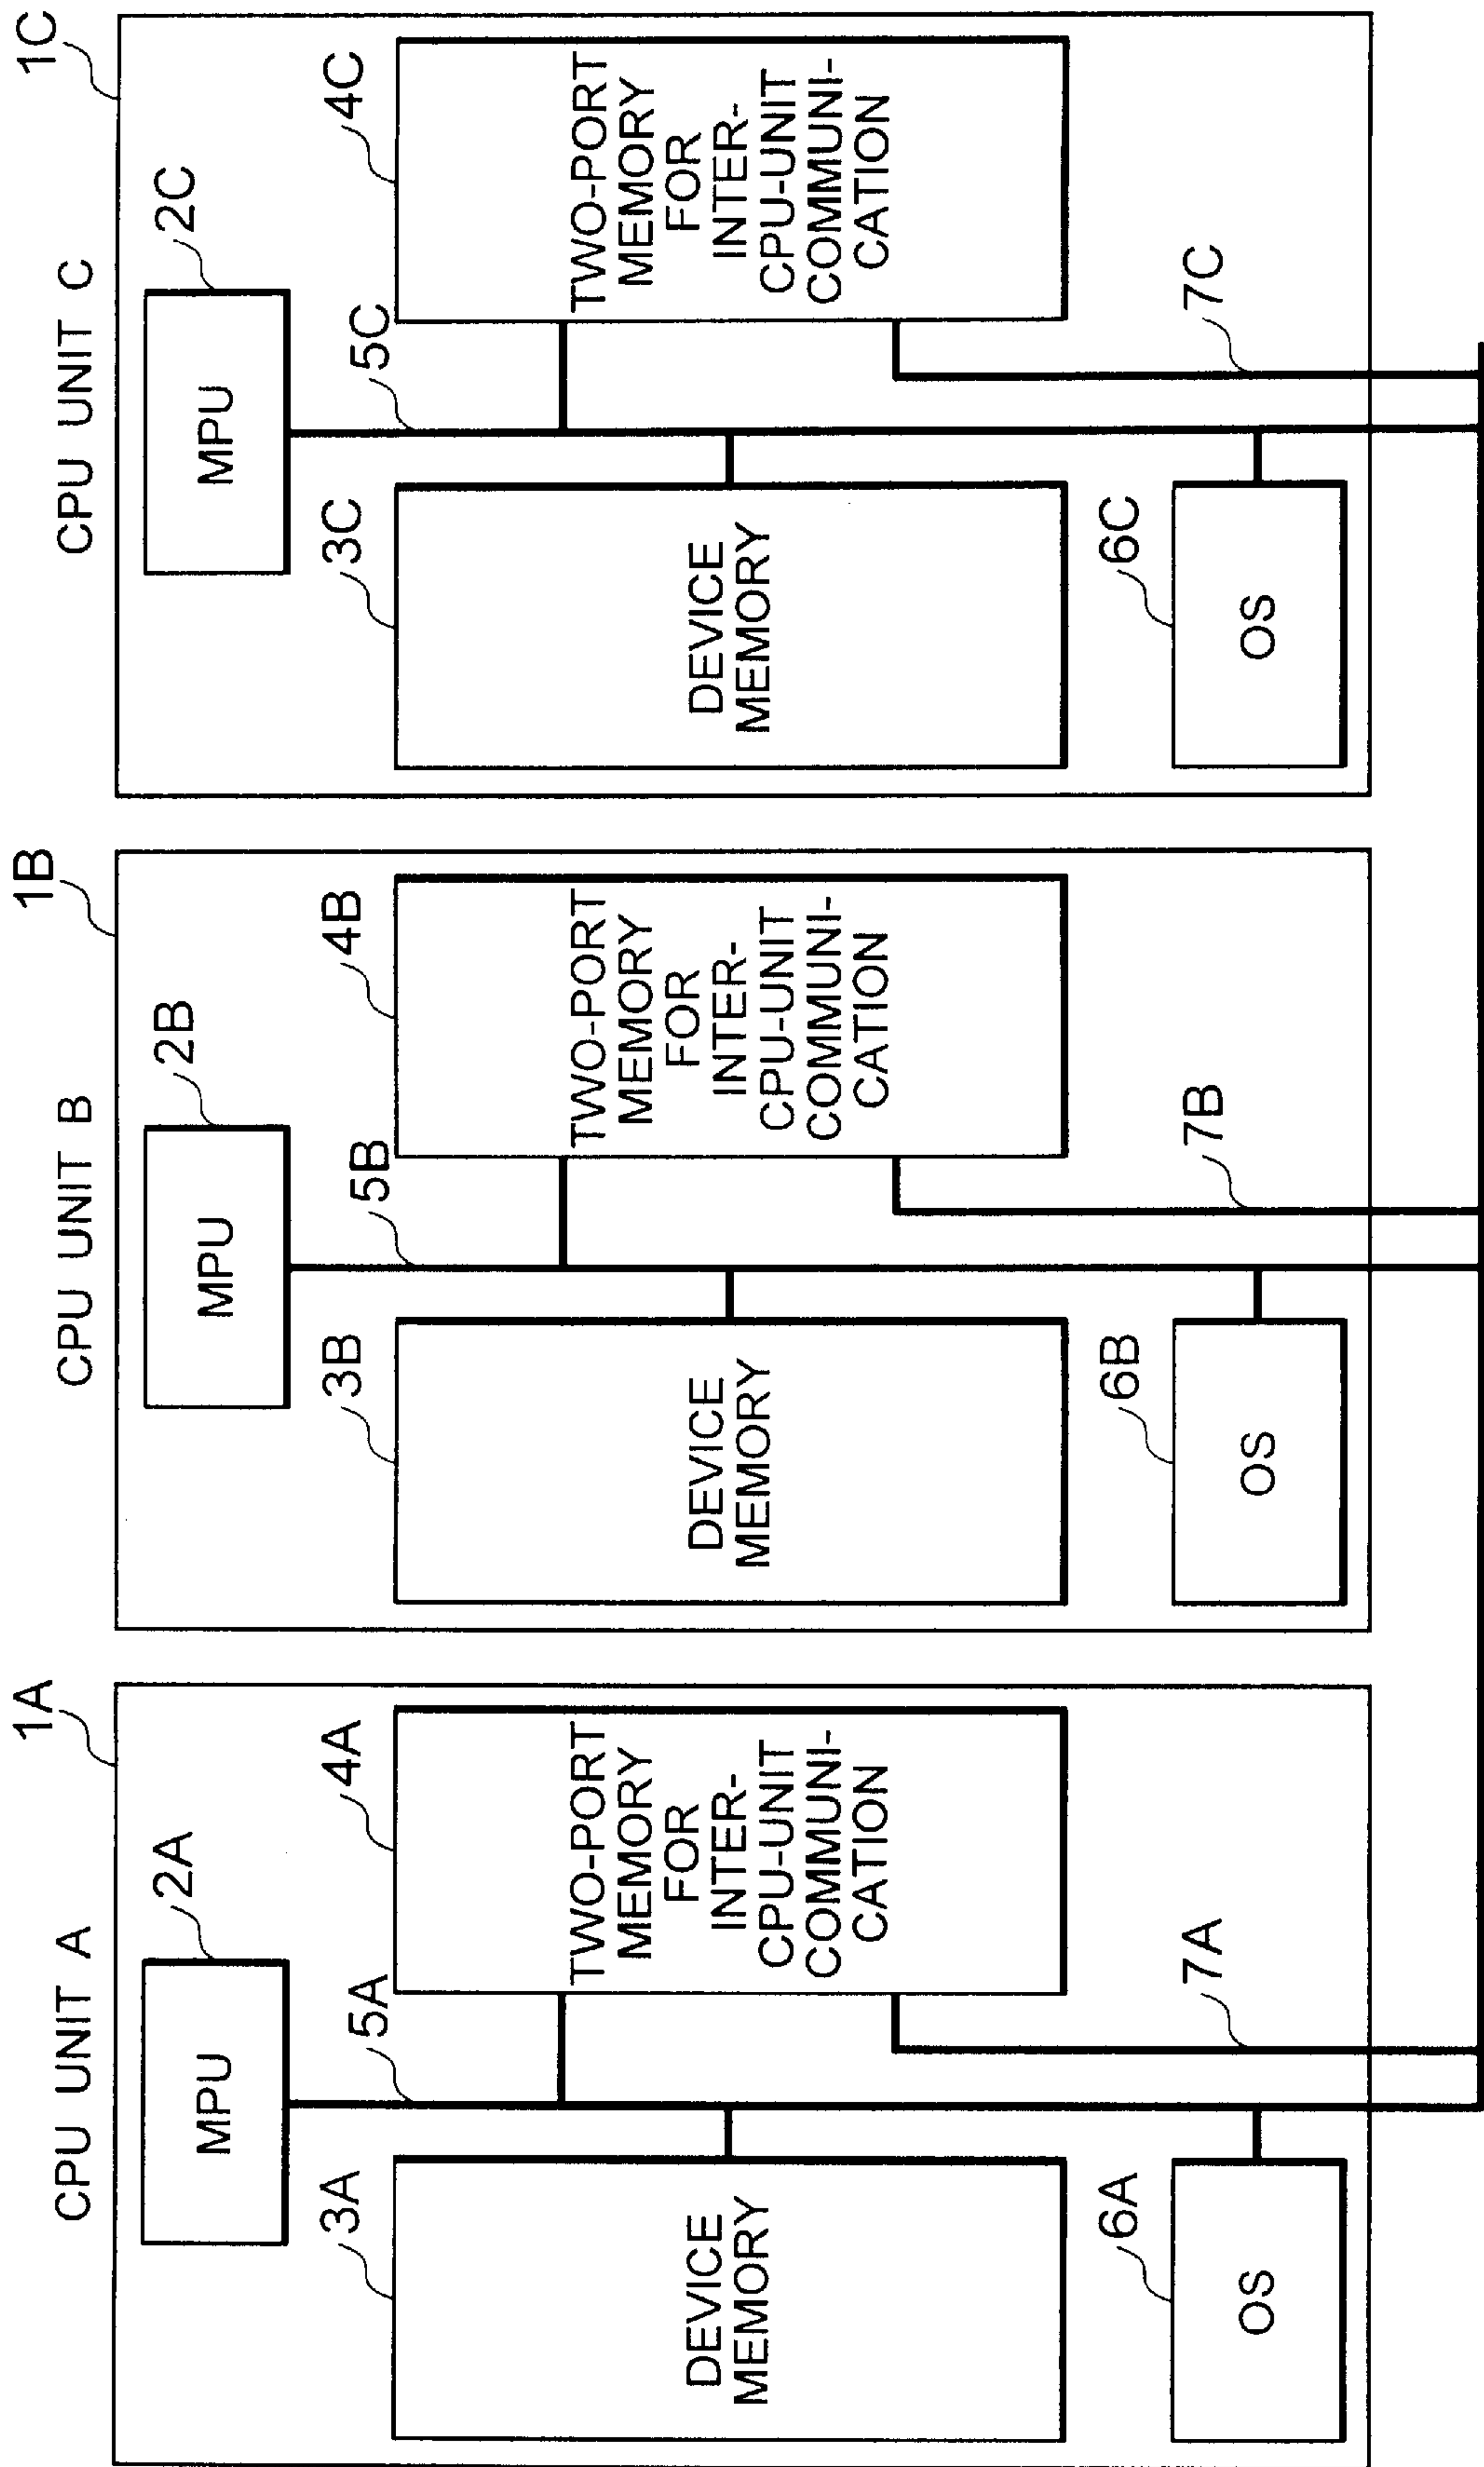 CPU UNIT A
1A
MPU
2A
3A
DEVICE
MEMORY
5A
4A
TWO-PORT
MEMORY
FOR
INTER-
CPU-UNIT
COMMUNI-
CATION
6A
OS
7A
CPU UNIT B
1B
MPU
2B
3B
DEVICE
MEMORY
5B
4B
TWO-PORT
MEMORY
FOR
INTER-
CPU-UNIT
COMMUNI-
CATION
6B
OS
7B
CPU UNIT C
1C
MPU
2C
3C
DEVICE
MEMORY
5C
4C
TWO-PORT
MEMORY
FOR
INTER-
CPU-UNIT
COMMUNI-
CATION
6C
OS
7C